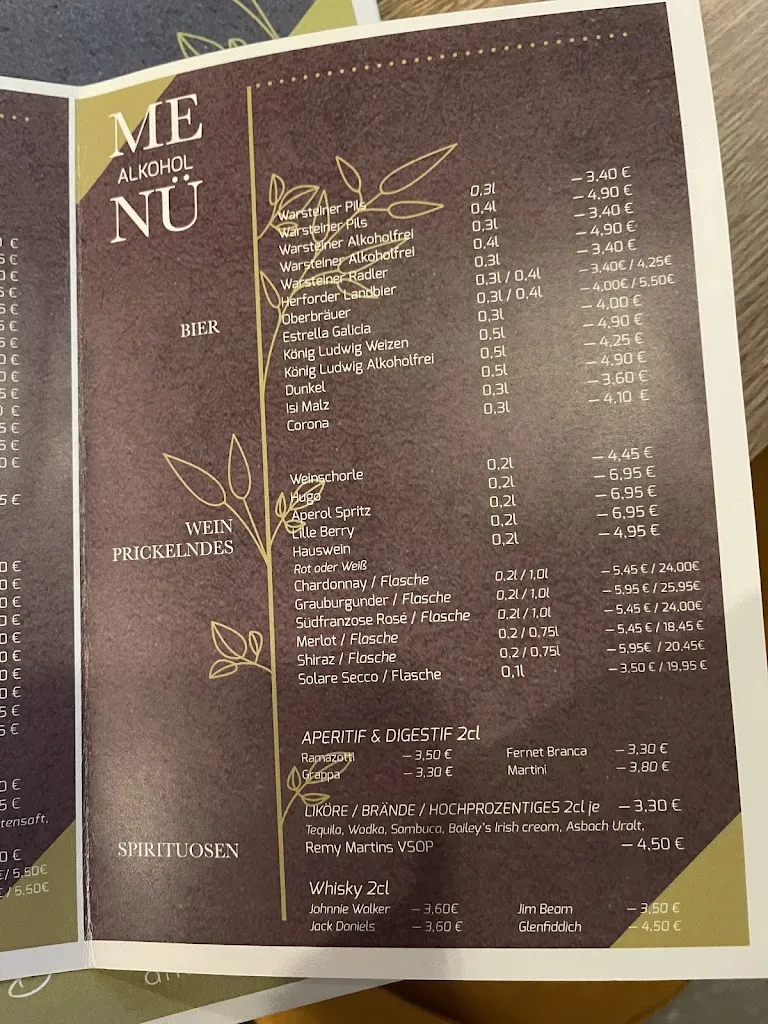 ME
ALKOHOL
NÜ
BIER
Warsteiner Pils 0,3l – 3,40 €
Warsteiner Pils 0,4l – 4,90 €
Warsteiner Alkoholfrei 0,3l – 3,40 €
Warsteiner Alkoholfrei 0,4l – 4,90 €
Warsteiner Radler 0,3l – 3,40 €
Herforder Landbier 0,3l / 0,4l – 3,40€ / 4,25€
Oberbräuer 0,3l / 0,4l – 4,00€ / 5,50€
Estrella Galicia 0,3l – 4,00 €
König Ludwig Weizen 0,5l – 4,90 €
König Ludwig Alkoholfrei 0,5l – 4,25 €
Dunkel 0,5l – 4,90 €
Isi Malz 0,3l – 3,60 €
Corona 0,3l – 4,10 €
WEIN
PRICKELNDES
Weinschorle 0,2l – 4,45 €
Hugo 0,2l – 6,95 €
Aperol Spritz 0,2l – 6,95 €
Lille Berry 0,2l – 6,95 €
Hauswein 0,2l – 4,95 €
Rot oder Weiß
Chardonnay / Flasche 0,2l / 1,0l – 5,45 € / 24,00€
Grauburgunder / Flasche 0,2l / 1,0l – 5,95 € / 25,95€
Südfranzose Rosé / Flasche 0,2l / 1,0l – 5,45 € / 24,00€
Merlot / Flasche 0,2 / 0,75l – 5,45 € / 18,45 €
Shiraz / Flasche 0,2 / 0,75l – 5,95€ / 20,45€
Solare Secco / Flasche 0,1l – 3,50 € / 19,95 €
SPIRITUOSEN
APERITIF & DIGESTIF 2cl
Ramazotti – 3,50 € Fernet Branca – 3,30 €
Grappa – 3,30 € Martini – 3,80 €
LIKÖRE / BRÄNDE / HOCHPROZENTIGES 2cl je – 3,30 €
Tequila, Wodka, Sambuca, Bailey's Irish cream, Asbach Uralt,
Remy Martins VSOP – 4,50 €
Whisky 2cl
Johnnie Walker – 3,60€ Jim Beam – 3,50 €
Jack Daniels – 3,60 € Glenfiddich – 4,50 €